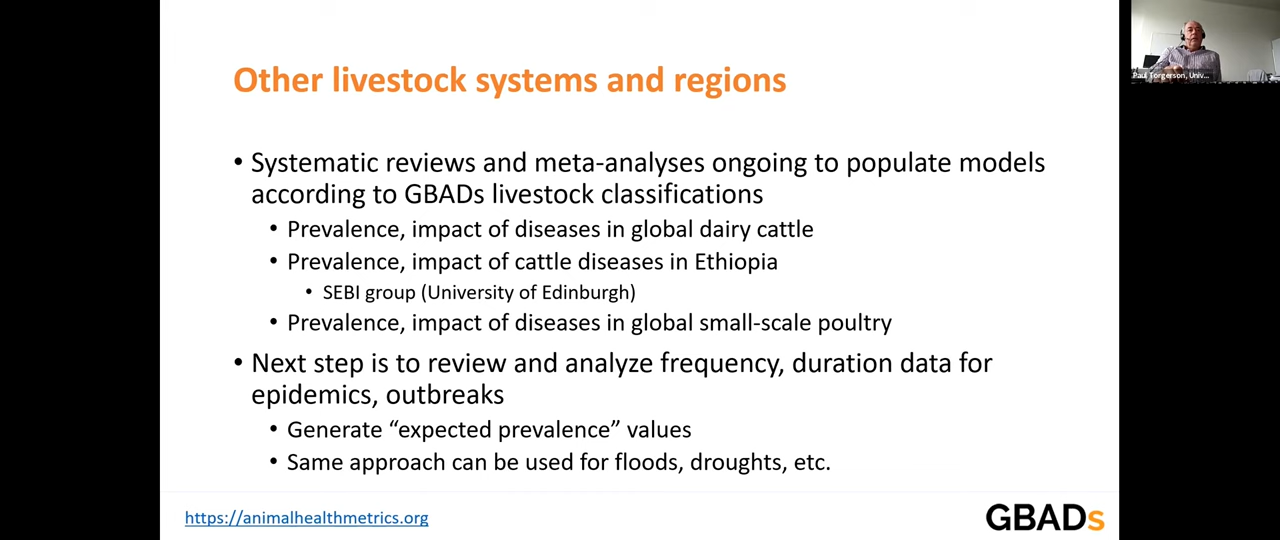 Other livestock systems and regions
• Systematic reviews and meta-analyses ongoing to populate models
according to GBADs livestock classifications
• Prevalence, impact of diseases in global dairy cattle
• Prevalence, impact of cattle diseases in Ethiopia
• SEBI group (University of Edinburgh)
• Prevalence, impact of diseases in global small-scale poultry
• Next step is to review and analyze frequency, duration data for
epidemics, outbreaks
• Generate “expected prevalence” values
• Same approach can be used for floods, droughts, etc.
https://animalhealthmetrics.org
GBADs
Paul Torgerson, Univ...